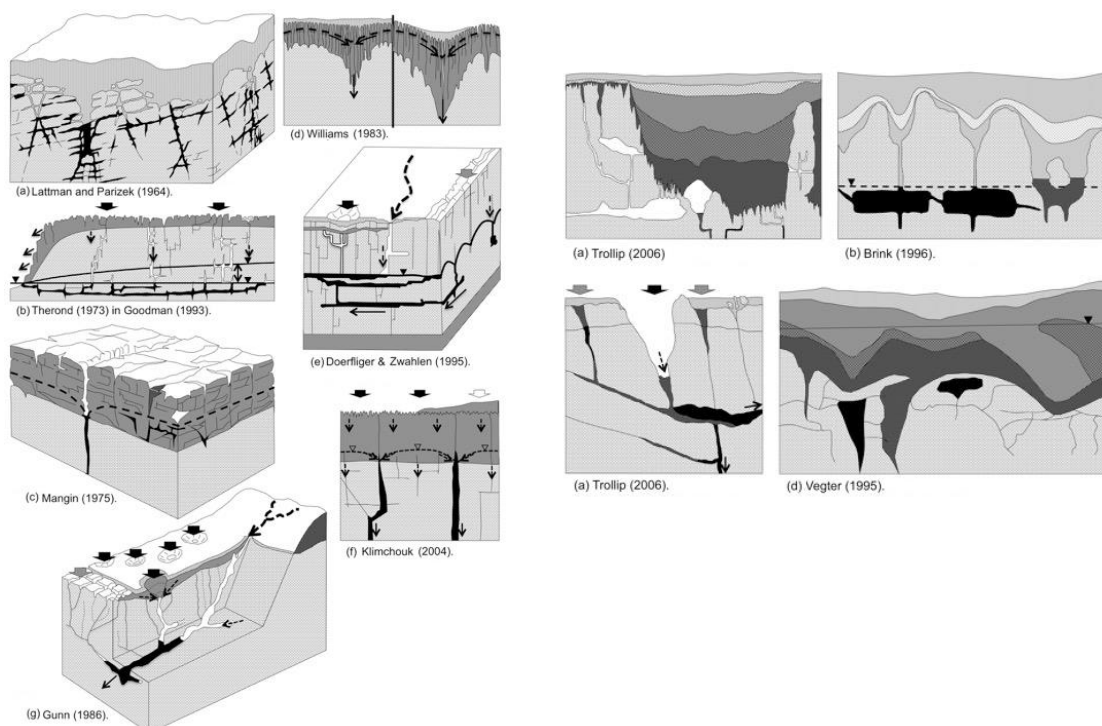 (a) Lattman and Parizek (1964).
(b) Therond (1973) in Goodman (1993).
(c) Mangin (1975).
(d) Williams (1983).
(e) Doerfliger & Zwahlen (1995).
(f) Klimchouk (2004).
(g) Gunn (1986).
(a) Trollip (2006)
(b) Brink (1996).
(a) Trollip (2006).
(d) Vegter (1995).